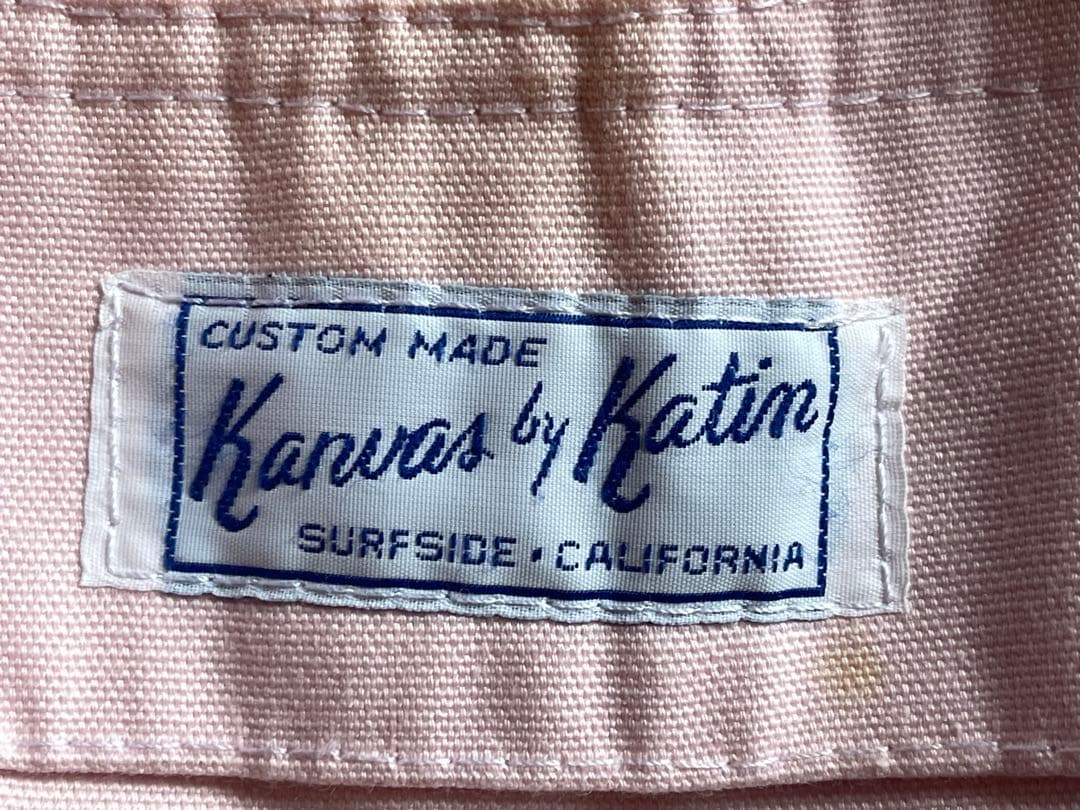 CUSTOM MADE
Kanvas by Katin
SURFSIDE • CALIFORNIA